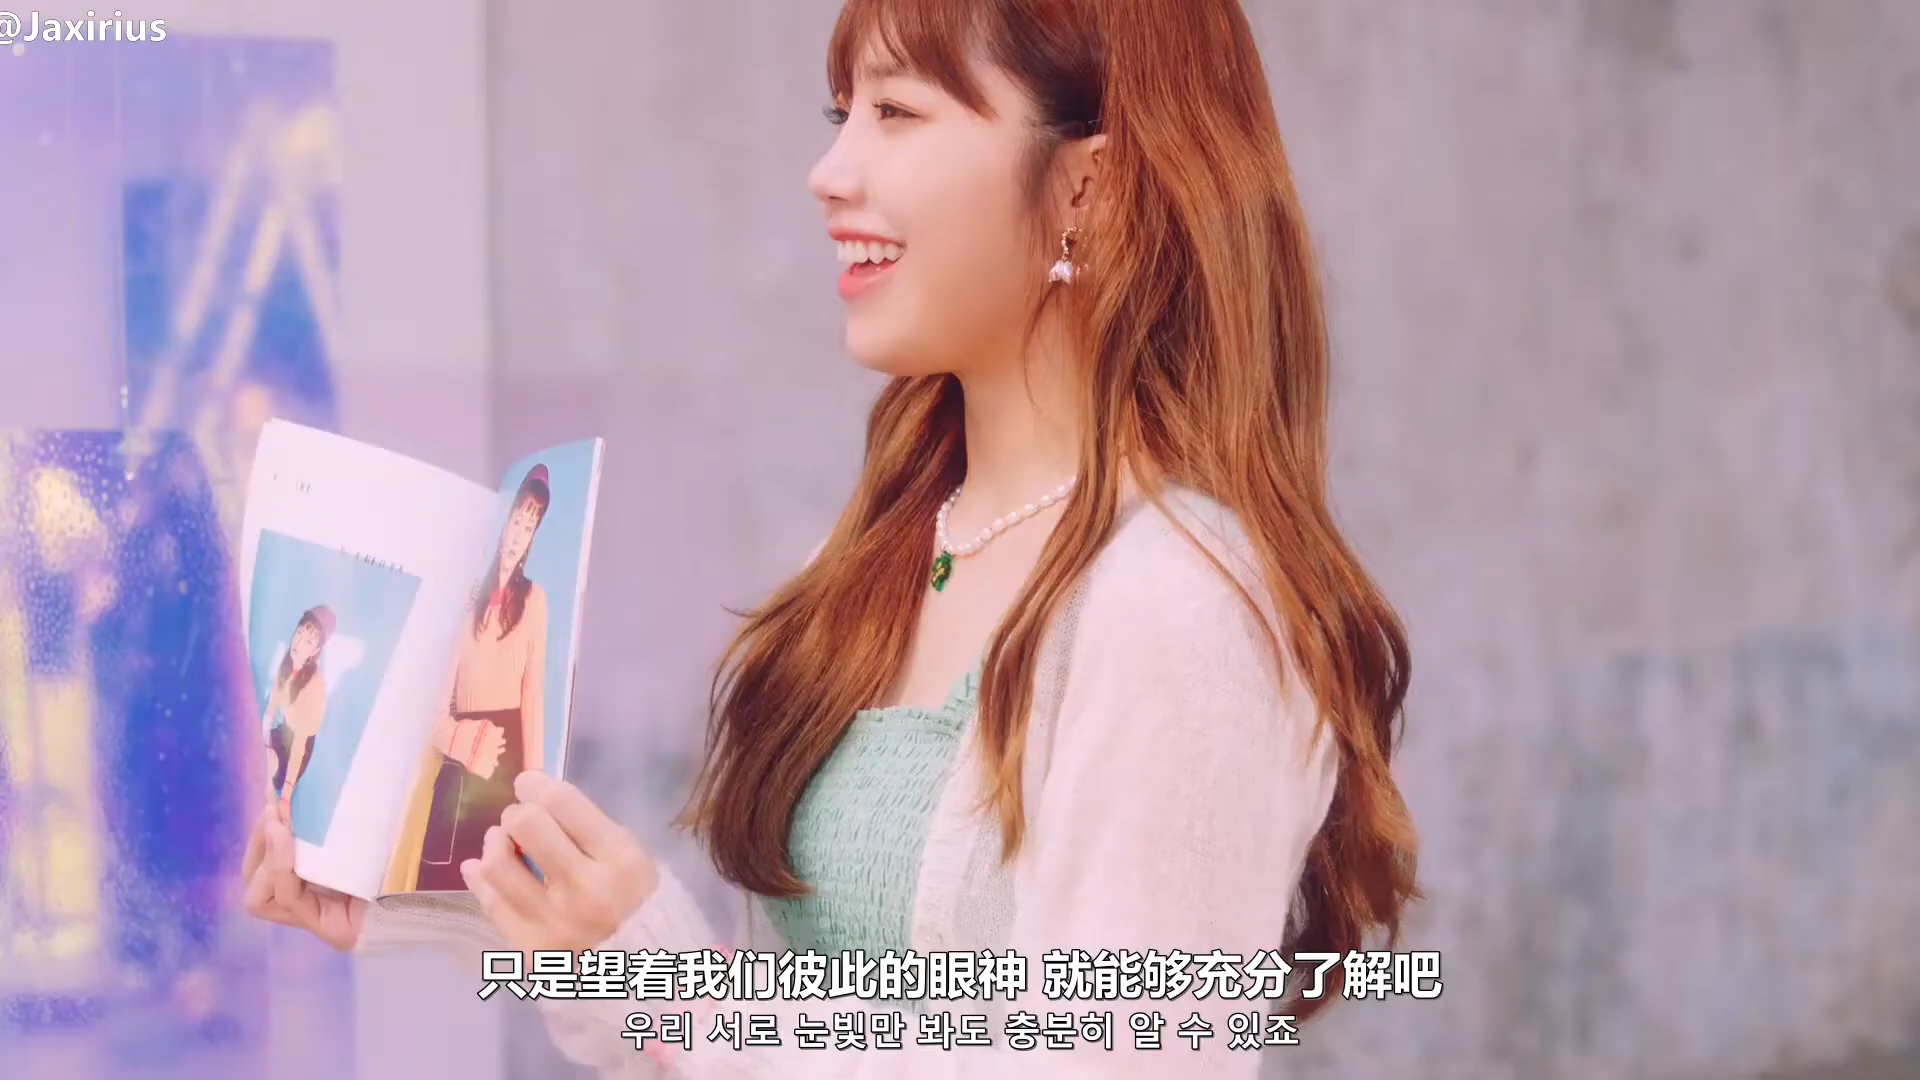 @Jaxirius
只是望着我们彼此的眼神 就能够充分了解吧
우리 서로 눈빛만 봐도 충분히 알 수 있죠